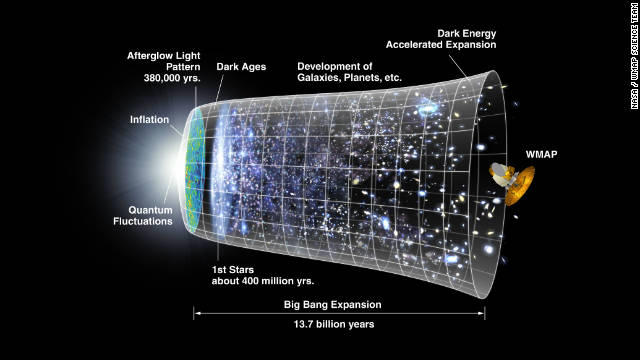 Dark Energy
Accelerated Expansion
Afterglow Light
Pattern
380,000 yrs.
Dark Ages
Development of
Galaxies, Planets, etc.
Inflation
WMAP
Quantum
Fluctuations
1st Stars
about 400 million yrs.
Big Bang Expansion
13.7 billion years
NASA / WMAP SCIENCE TEAM